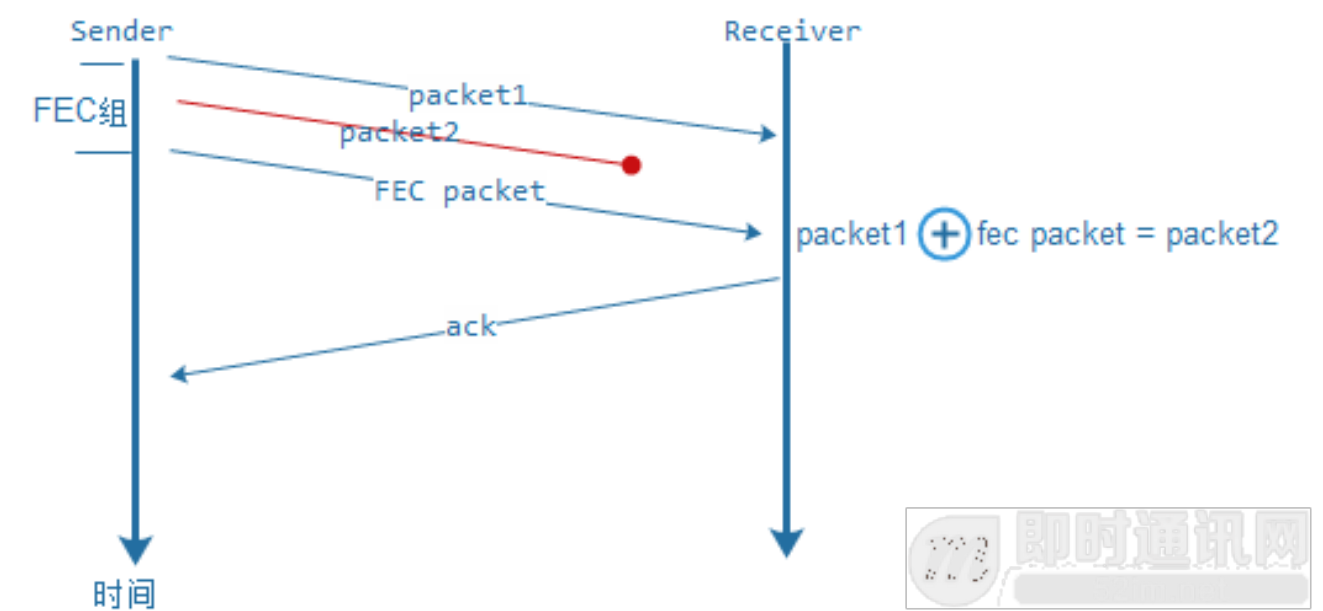 Sender
Receiver
packet1
FEC组
packet2
FEC packet
packet1 ⊕ fec packet = packet2
ack
时间
即时通讯网